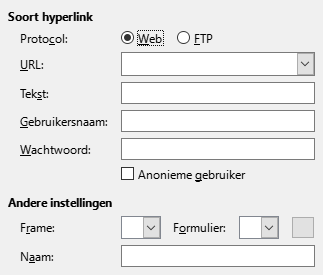 Soort hyperlink
Protocol: Web FTP
URL:
Tekst:
Gebruikersnaam:
Wachtwoord:
Anonieme gebruiker
Andere instellingen
Frame: Formulier:
Naam: